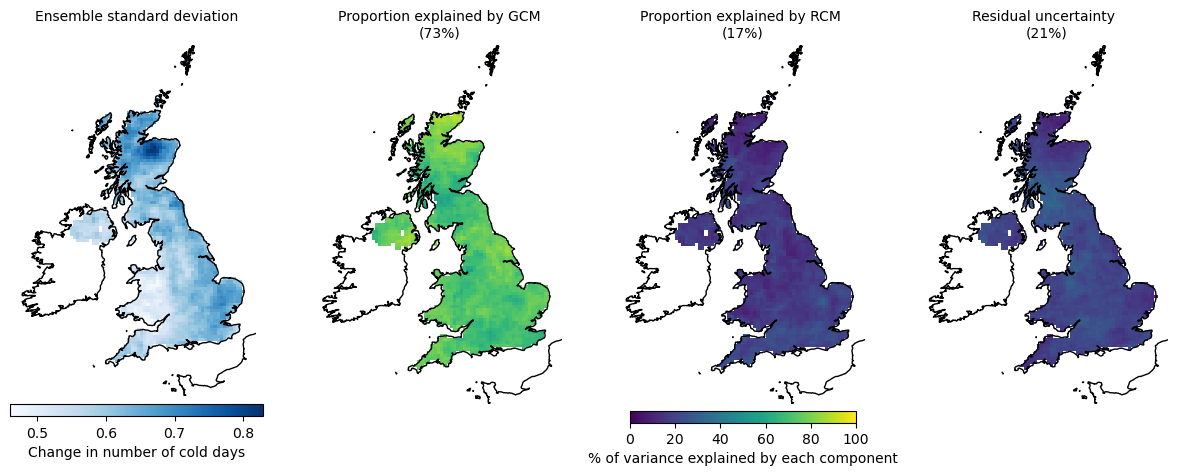 Ensemble standard deviation
Proportion explained by GCM
(73%)
Proportion explained by RCM
(17%)
Residual uncertainty
(21%)
0.5 0.6 0.7 0.8
Change in number of cold days
0 20 40 60 80 100
% of variance explained by each component